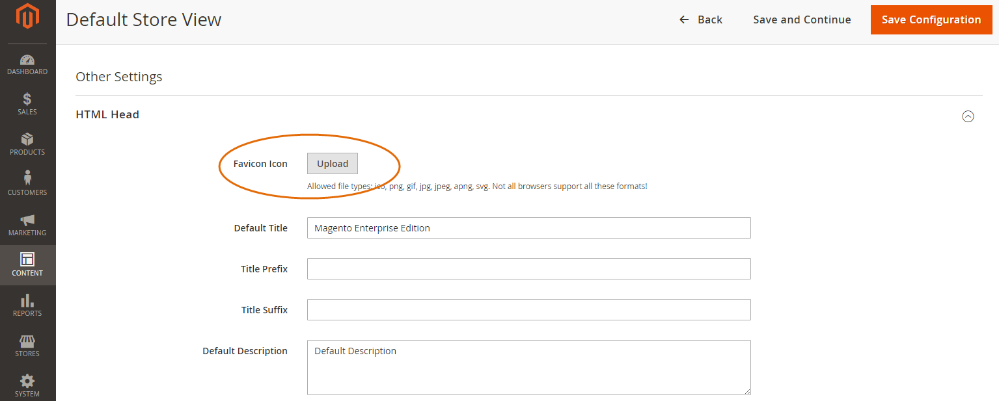 Default Store View
Back
Save and Continue
Save Configuration
DASHBOARD
SALES
PRODUCTS
CUSTOMERS
MARKETING
CONTENT
REPORTS
STORES
SYSTEM
Other Settings
HTML Head
Favicon Icon
Upload
Allowed file types: ico, png, gif, jpg, jpeg, apng, svg. Not all browsers support all these formats!
Default Title
Magento Enterprise Edition
Title Prefix
Title Suffix
Default Description
Default Description